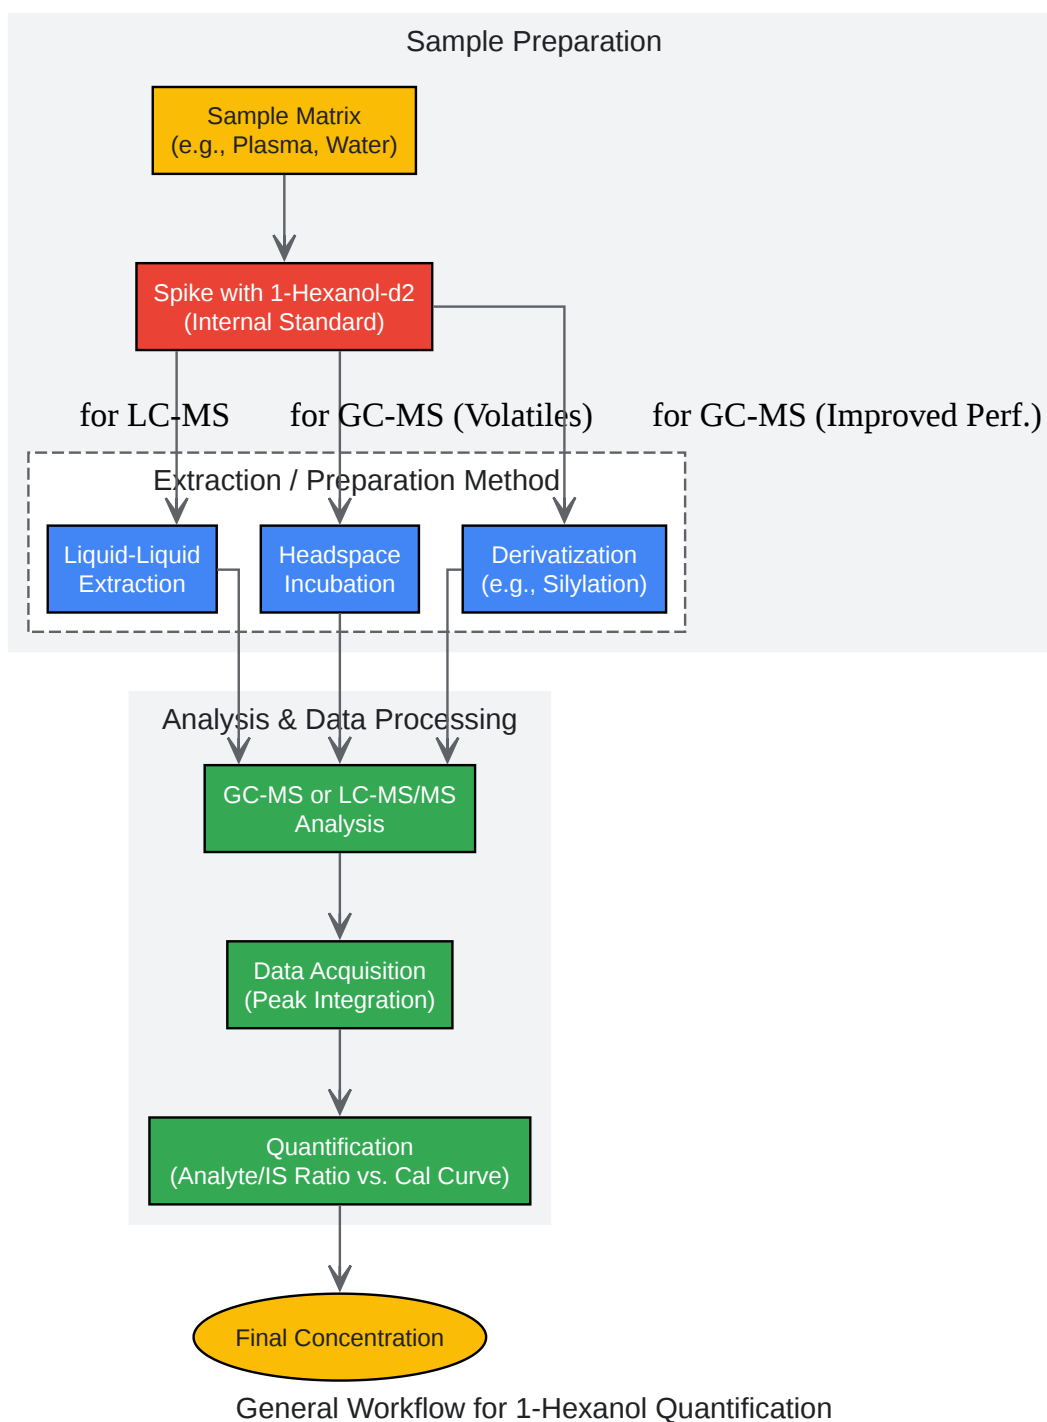 Sample Preparation
Sample Matrix
(e.g., Plasma, Water)
Spike with 1-Hexanol-d2
(Internal Standard)
for LC-MS
for GC-MS (Volatiles)
for GC-MS (Improved Perf.)
Extraction / Preparation Method
Liquid-Liquid
Extraction
Headspace
Incubation
Derivatization
(e.g., Silylation)
Analysis & Data Processing
GC-MS or LC-MS/MS
Analysis
Data Acquisition
(Peak Integration)
Quantification
(Analyte/IS Ratio vs. Cal Curve)
Final Concentration
General Workflow for 1-Hexanol Quantification